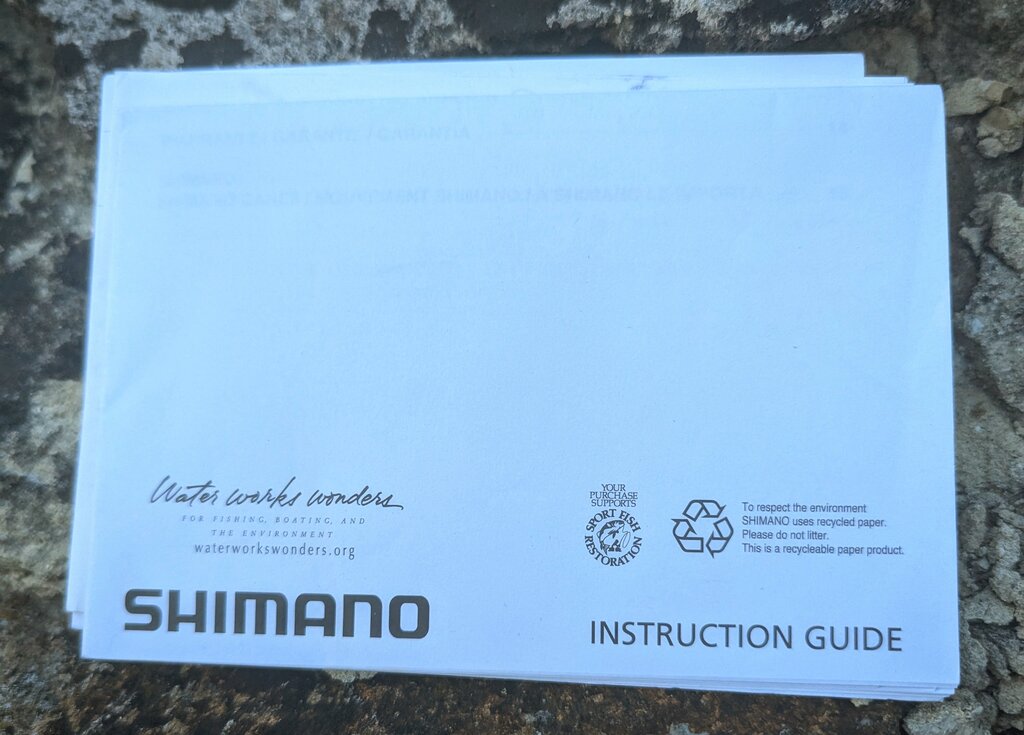 Water works wonders
FOR FISHING, BOATING, AND
THE ENVIRONMENT
waterworkswonders.org
SHIMANO
YOUR
PURCHASE
SUPPORTS
SPORT FISH
RESTORATION
To respect the environment
SHIMANO uses recycled paper.
Please do not litter.
This is a recycleable paper product.
INSTRUCTION GUIDE